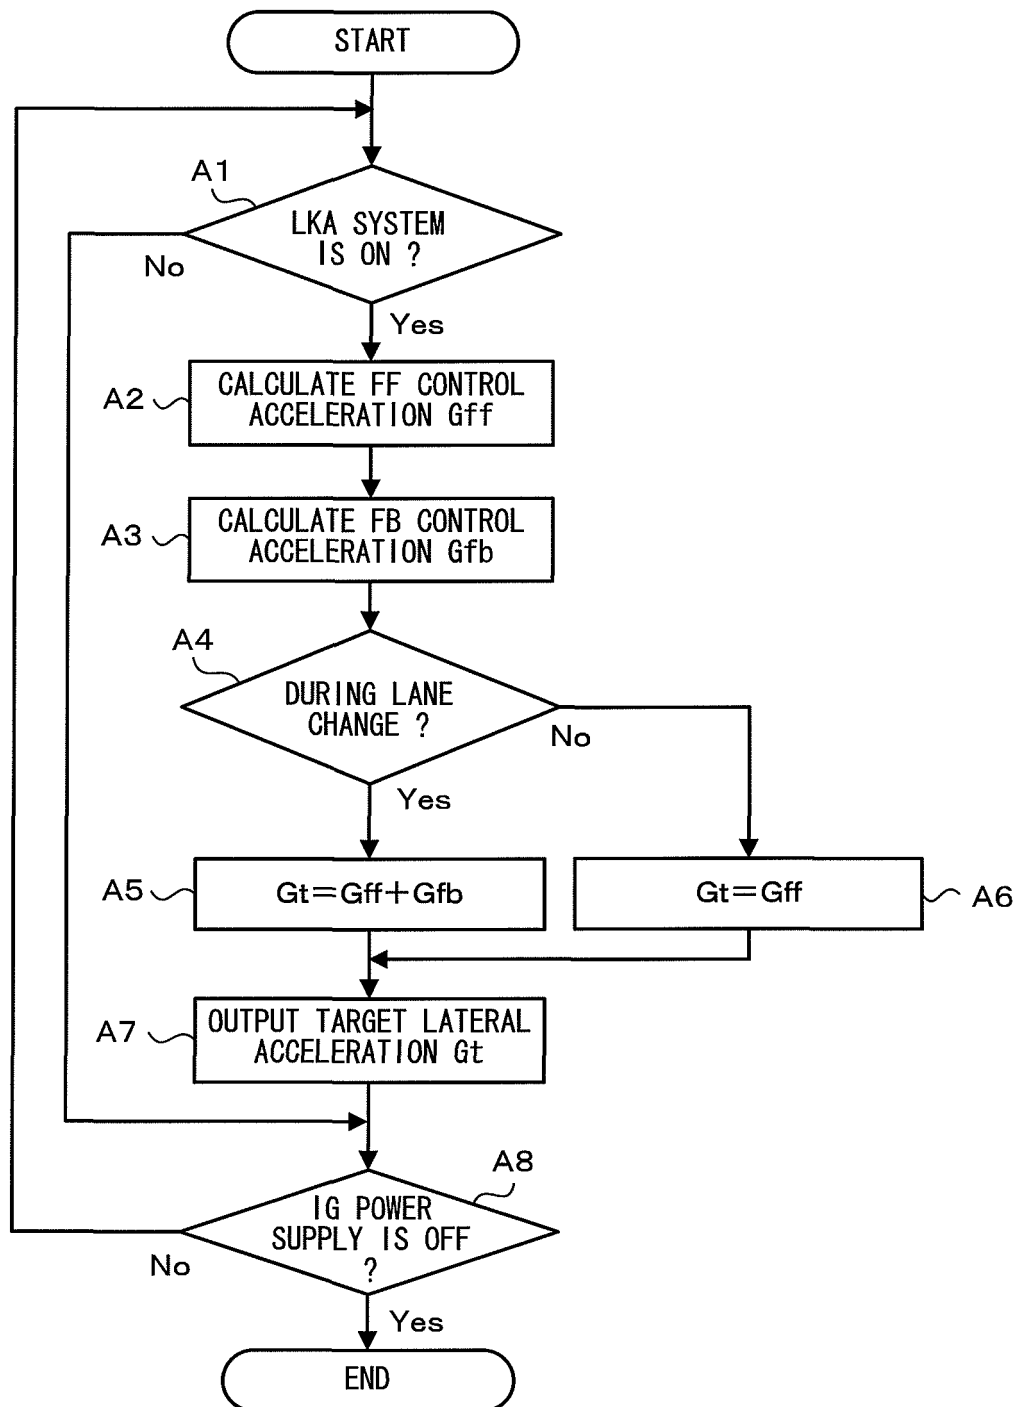 START
A1
LKA SYSTEM
IS ON ?
No
Yes
A2
CALCULATE FF CONTROL
ACCELERATION Gff
A3
CALCULATE FB CONTROL
ACCELERATION Gfb
A4
DURING LANE
CHANGE ?
No
Yes
A5
Gt=Gff+Gfb
Gt=Gff
A6
A7
OUTPUT TARGET LATERAL
ACCELERATION Gt
A8
IG POWER
SUPPLY IS OFF
?
No
Yes
END